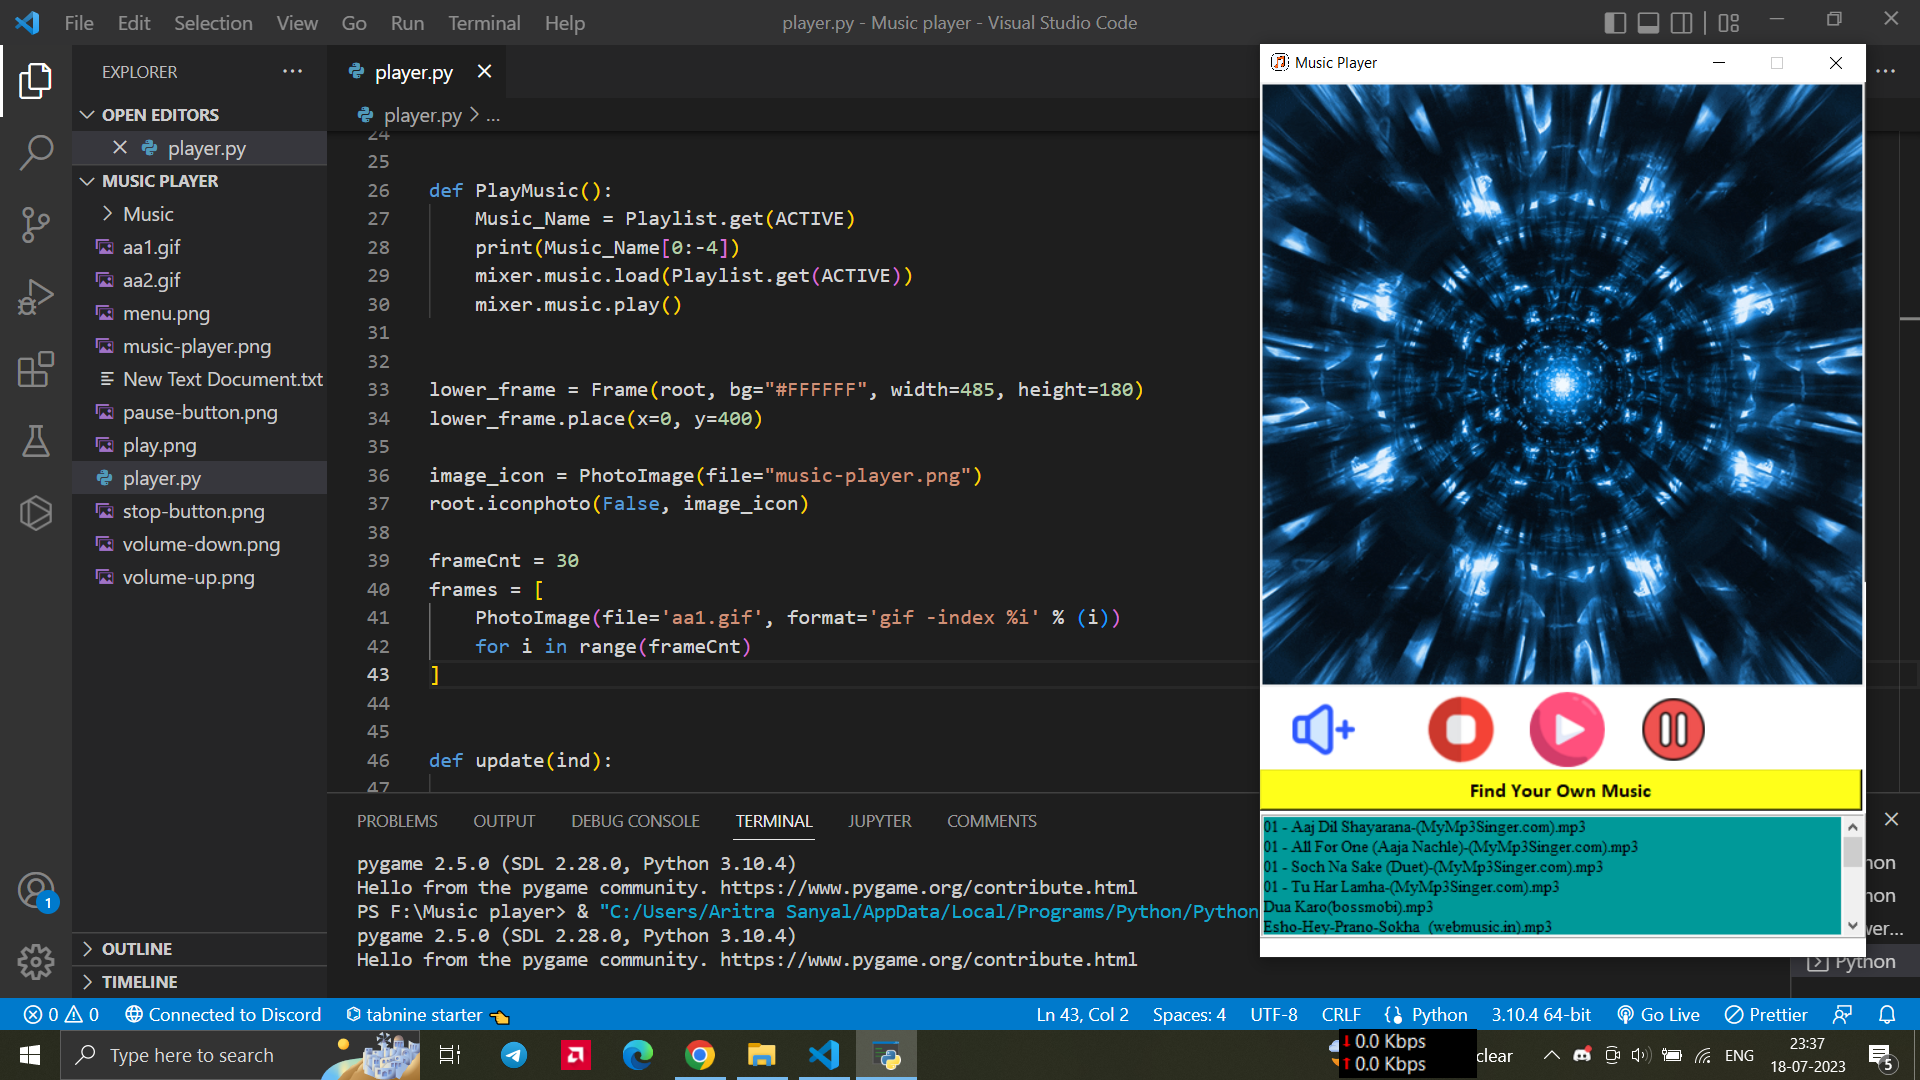 File Edit Selection View Go Run Terminal Help
player.py - Music player - Visual Studio Code
EXPLORER
OPEN EDITORS
player.py
MUSIC PLAYER
Music
aa1.gif
aa2.gif
menu.png
music-player.png
New Text Document.txt
pause-button.png
play.png
player.py
stop-button.png
volume-down.png
volume-up.png
OUTLINE
TIMELINE
player.py
player.py > ...
24
25
26 def PlayMusic():
27 Music_Name = Playlist.get(ACTIVE)
28 print(Music_Name[0:-4])
29 mixer.music.load(Playlist.get(ACTIVE))
30 mixer.music.play()
31
32
33 lower_frame = Frame(root, bg="#FFFFFF", width=485, height=180)
34 lower_frame.place(x=0, y=400)
35
36 image_icon = PhotoImage(file="music-player.png")
37 root.iconphoto(False, image_icon)
38
39 frameCnt = 30
40 frames = [
41 PhotoImage(file='aa1.gif', format='gif -index %i' % (i))
42 for i in range(frameCnt)
43 ]
44
45
46 def update(ind):
47
PROBLEMS OUTPUT DEBUG CONSOLE TERMINAL JUPYTER COMMENTS
pygame 2.5.0 (SDL 2.28.0, Python 3.10.4)
Hello from the pygame community. https://www.pygame.org/contribute.html
PS F:\Music player> & "C:/Users/Aritra Sanyal/AppData/Local/Programs/Python/Python
pygame 2.5.0 (SDL 2.28.0, Python 3.10.4)
Hello from the pygame community. https://www.pygame.org/contribute.html
Music Player
Find Your Own Music
01 - Aaj Dil Shayarana-(MyMp3Singer.com).mp3
01 - All For One (Aaja Nachle)-(MyMp3Singer.com).mp3
01 - Soch Na Sake (Duet)-(MyMp3Singer.com).mp3
01 - Tu Har Lamha-(MyMp3Singer.com).mp3
Dua Karo(bossmobi).mp3
Esho-Hey-Prano-Sokha_(webmusic.in).mp3
hon
hon
wer...
Python
1
0 0 Connected to Discord tabnine starter
Ln 43, Col 2 Spaces: 4 UTF-8 CRLF Python 3.10.4 64-bit Go Live Prettier
Type here to search
0.0 Kbps
0.0 Kbps
clear
ENG
23:37
18-07-2023
5